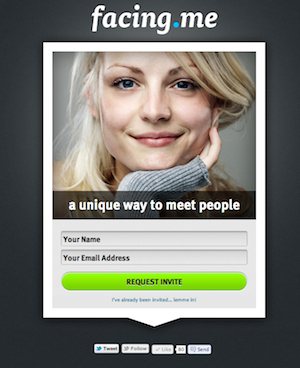 facing.me
a unique way to meet people
Your Name
Your Email Address
REQUEST INVITE
I've already been invited... lemme in!
Tweet Follow Like 80 Send